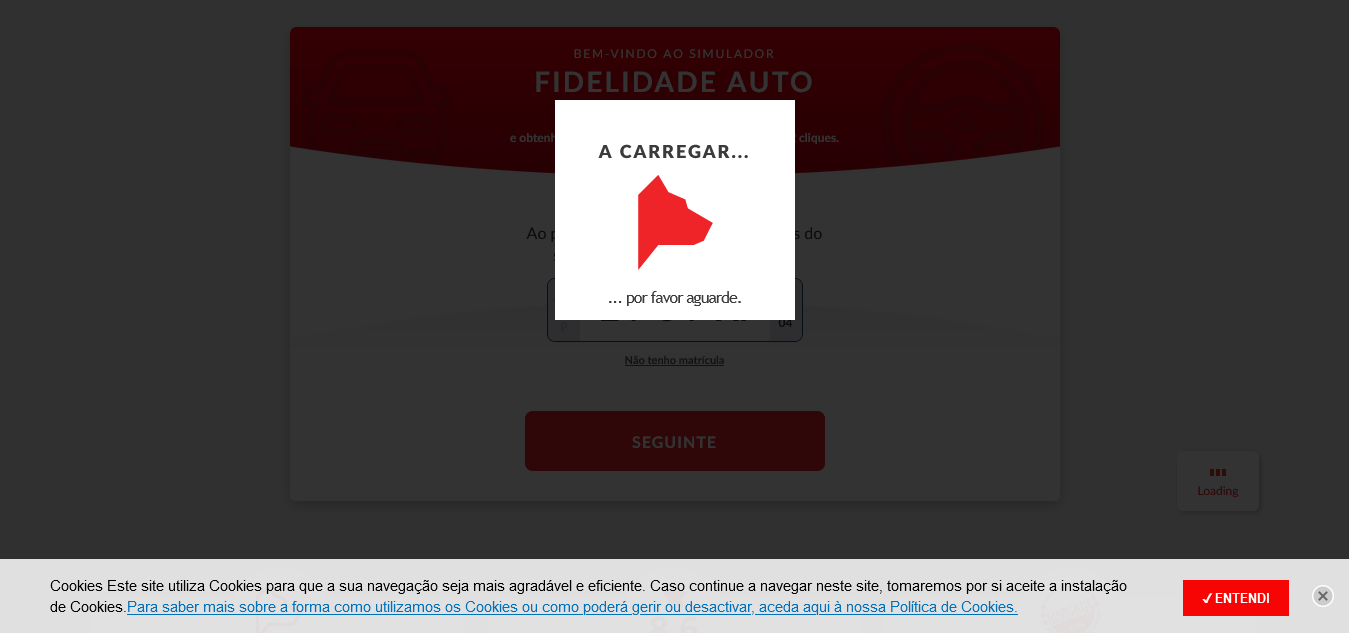 BEM-VINDO AO SIMULADOR
FIDELIDADE AUTO
A CARREGAR...
cliques.
Ao
s do
... por favor aguarde.
P
04
Não tenho matrícula
SEGUINTE
Loading
Cookies Este site utiliza Cookies para que a sua navegação seja mais agradável e eficiente. Caso continue a navegar neste site, tomaremos por si aceite a instalação
de Cookies.Para saber mais sobre a forma como utilizamos os Cookies ou como poderá gerir ou desactivar, aceda aqui à nossa Política de Cookies.
✓ ENTENDI